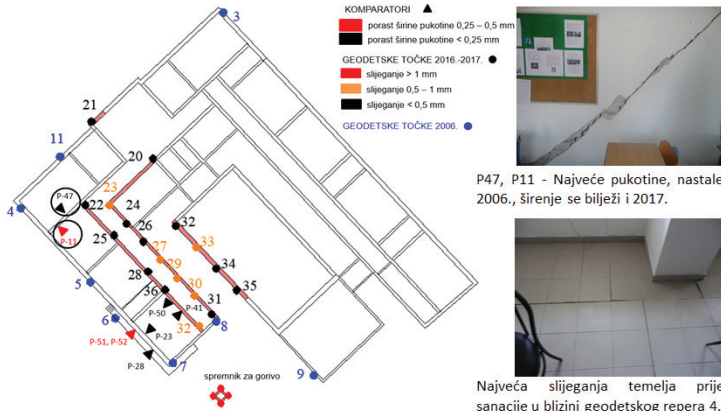 KOMPARATORI
porast širine pukotine 0,25 – 0,5 mm
porast širine pukotine < 0,25 mm
GEODETSKE TOČKE 2016.-2017.
slijeganje > 1 mm
slijeganje 0,5 – 1 mm
slijeganje < 0,5 mm
GEODETSKE TOČKE 2006.
3
21
11
20
P-47
23
4
22
24
P-11
26
32
25
27
33
29
28
34
5
30
36
35
P-50
P-41
31
6
32
8
P-51, P-52
P-23
P-28
7
9
spremnik za gorivo
P47, P11 - Najveće pukotine, nastale
2006., širenje se bilježi i 2017.
Najveća slijeganja temelja prije
sanacije u blizini geodetskog repera 4.